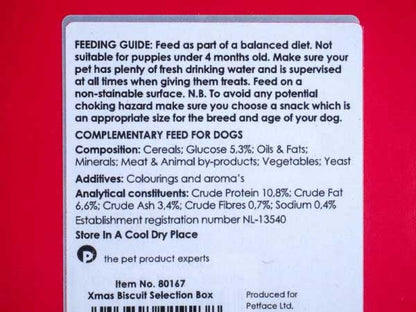 FEEDING GUIDE: Feed as part of a balanced diet. Not
suitable for puppies under 4 months old. Make sure your
pet has plenty of fresh drinking water and is supervised
at all times when giving them treats. Feed on a
non-stainable surface. N.B. To avoid any potential
choking hazard make sure you choose a snack which is
an appropriate size for the breed and age of your dog.
COMPLEMENTARY FEED FOR DOGS
Composition: Cereals; Glucose 5,3%; Oils & Fats;
Minerals; Meat & Animal by-products; Vegetables; Yeast
Additives: Colourings and aroma's
Analytical constituents: Crude Protein 10,8%; Crude Fat
6,6%; Crude Ash 3,4%; Crude Fibres 0,7%; Sodium 0,4%
Establishment registration number NL-13540
Store In A Cool Dry Place
the pet product experts
Item No. 80167
Xmas Biscuit Selection Box
Produced for
Petface Ltd,